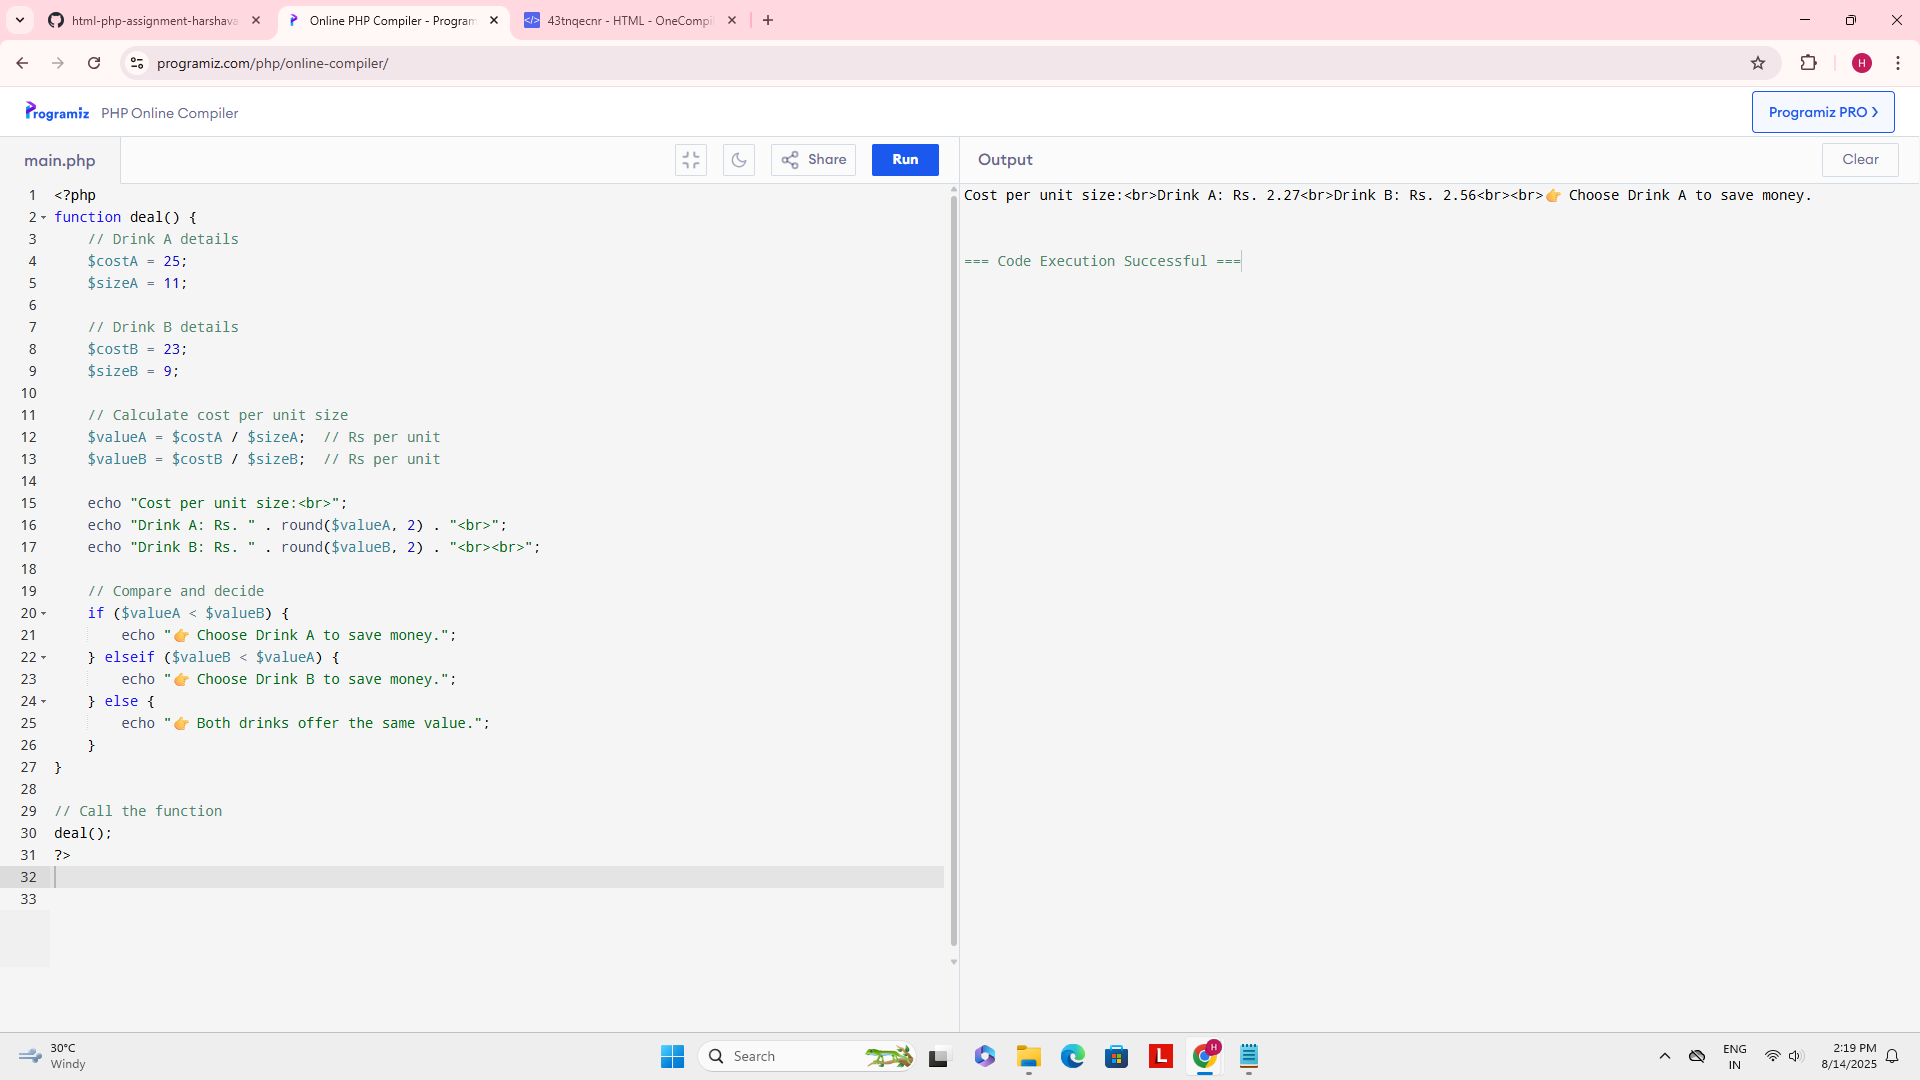 html-php-assignment-harshava
Online PHP Compiler - Program
43tnqecnr - HTML - OneCompi
programiz.com/php/online-compiler/
H
Programiz PHP Online Compiler
Programiz PRO ›
main.php
Share
Run
Output
Clear
1 <?php
2 function deal() {
3 // Drink A details
4 $costA = 25;
5 $sizeA = 11;
6
7 // Drink B details
8 $costB = 23;
9 $sizeB = 9;
10
11 // Calculate cost per unit size
12 $valueA = $costA / $sizeA; // Rs per unit
13 $valueB = $costB / $sizeB; // Rs per unit
14
15 echo "Cost per unit size:<br>";
16 echo "Drink A: Rs. " . round($valueA, 2) . "<br>";
17 echo "Drink B: Rs. " . round($valueB, 2) . "<br><br>";
18
19 // Compare and decide
20 if ($valueA < $valueB) {
21 echo "👉 Choose Drink A to save money.";
22 } elseif ($valueB < $valueA) {
23 echo "👉 Choose Drink B to save money.";
24 } else {
25 echo "👉 Both drinks offer the same value.";
26 }
27 }
28
29 // Call the function
30 deal();
31 ?>
32
33
Cost per unit size:<br>Drink A: Rs. 2.27<br>Drink B: Rs. 2.56<br><br>👉 Choose Drink A to save money.
=== Code Execution Successful ===
30°C
Windy
Search
L
H
ENG
IN
2:19 PM
8/14/2025